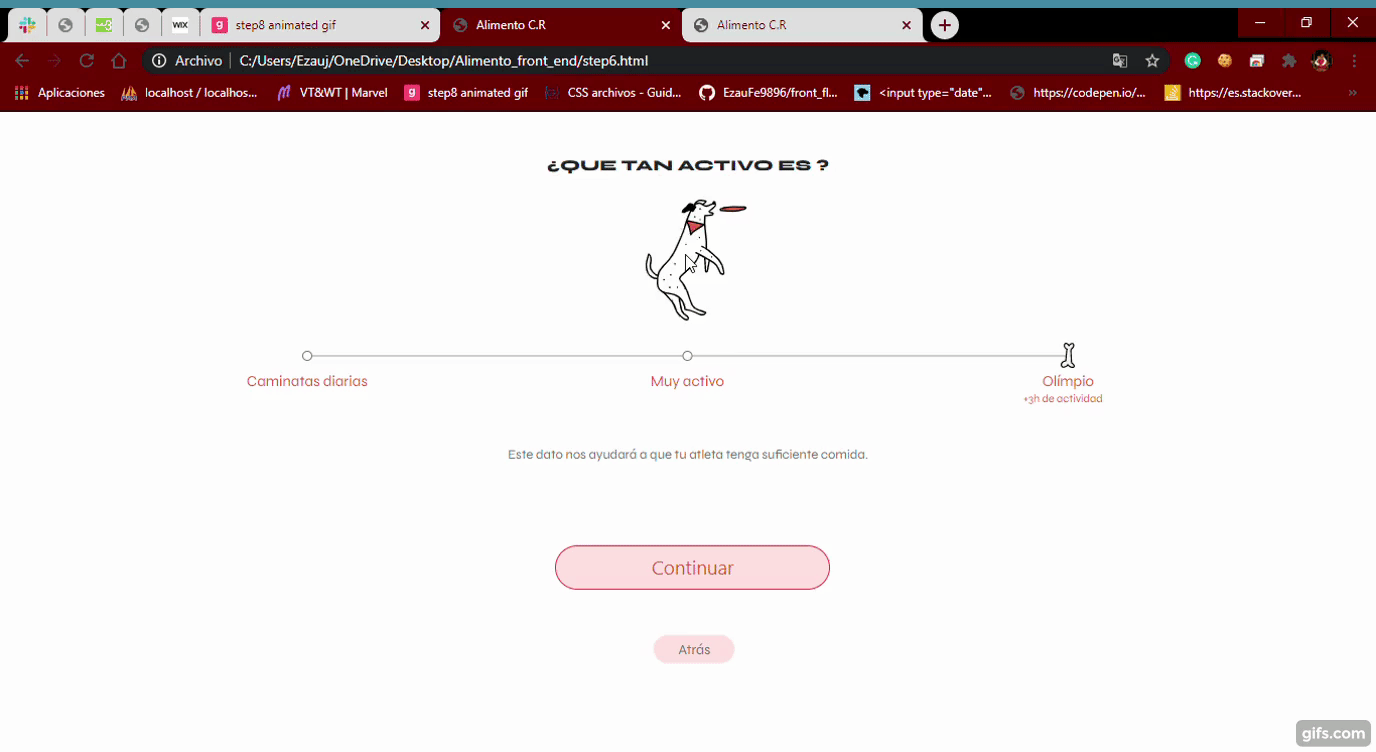 WIX
g step8 animated gif
Alimento C.R
Alimento C.R
Archivo | C:/Users/Ezauj/OneDrive/Desktop/Alimento_front_end/step6.html
Aplicaciones
localhost / localhos...
VT&WT | Marvel
g step8 animated gif
CSS archivos - Guid...
EzauFe9896/front_fl...
<input type="date"...
https://codepen.io/...
https://es.stackover...
¿QUE TAN ACTIVO ES ?
Caminatas diarias
Muy activo
Olímpio
+3h de actividad
Este dato nos ayudará a que tu atleta tenga suficiente comida.
Continuar
Atrás
gifs.com